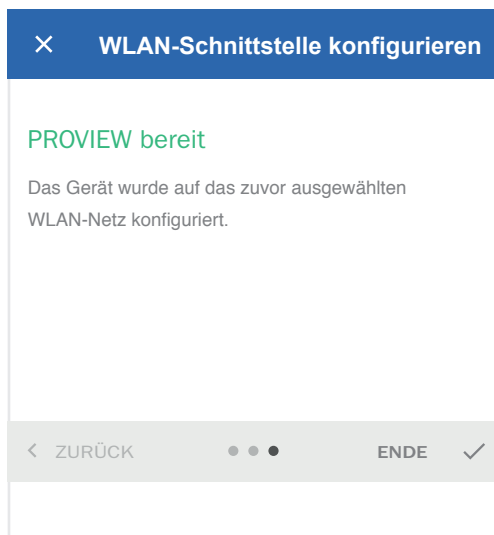 WLAN-Schnittstelle konfigurieren
PROVIEW bereit
Das Gerät wurde auf das zuvor ausgewählten
WLAN-Netz konfiguriert.
ZURÜCK
ENDE